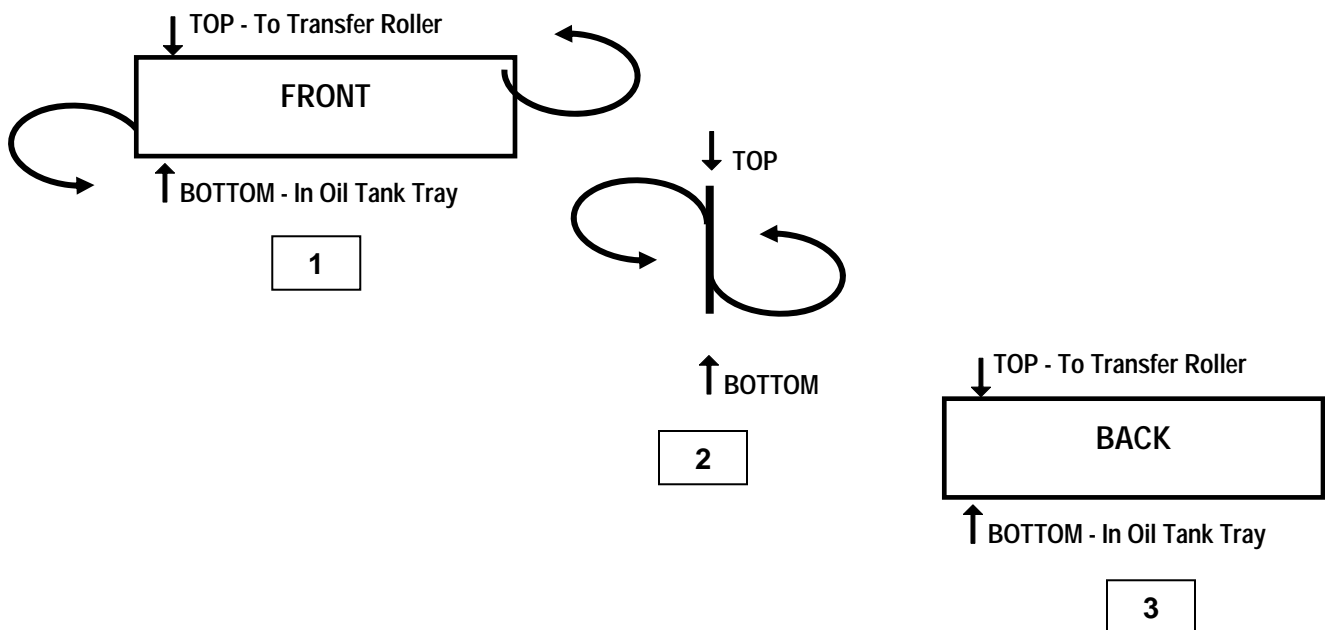 TOP - To Transfer Roller
FRONT
BOTTOM - In Oil Tank Tray
1
TOP
BOTTOM
2
TOP - To Transfer Roller
BACK
BOTTOM - In Oil Tank Tray
3